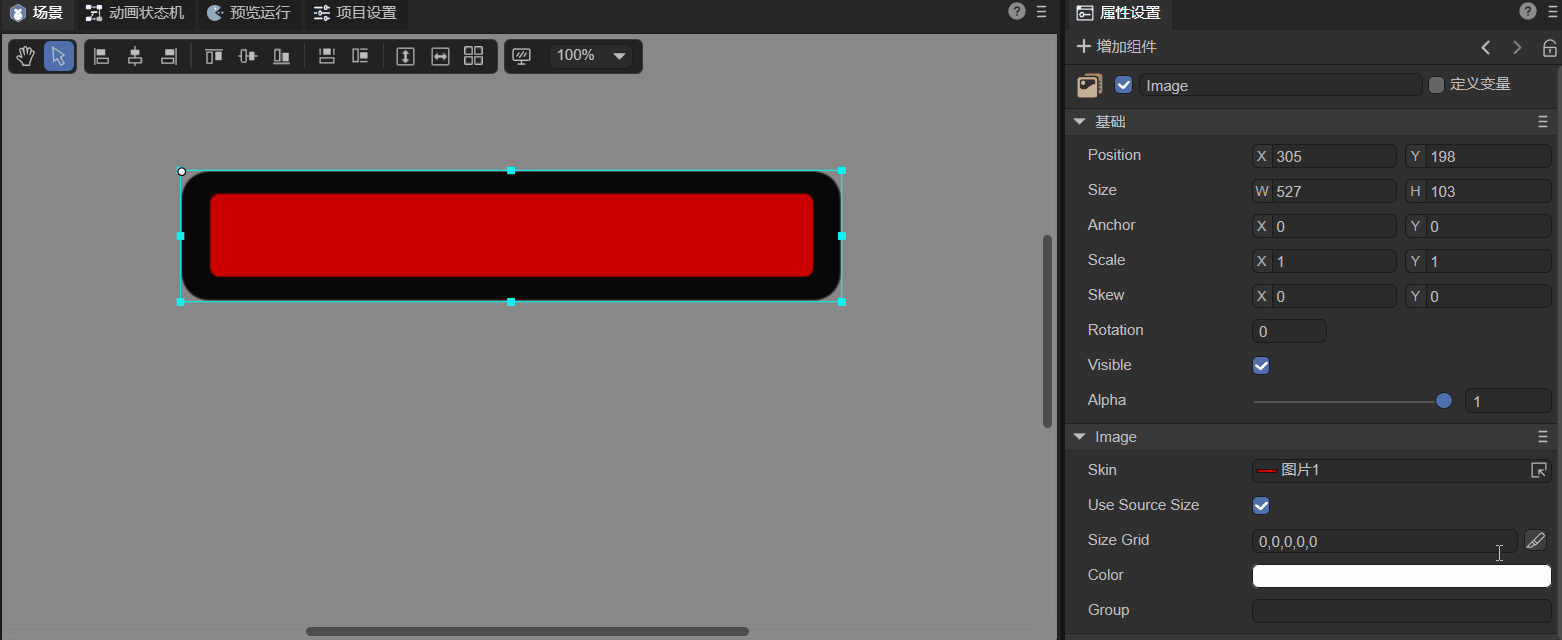 场景 动画状态机 预览运行 项目设置
100%
属性设置
增加组件
Image 定义变量
基础
Position X 305 Y 198
Size W 527 H 103
Anchor X 0 Y 0
Scale X 1 Y 1
Skew X 0 Y 0
Rotation 0
Visible
Alpha 1
Image
Skin 图片1
Use Source Size
Size Grid 0,0,0,0,0
Color
Group